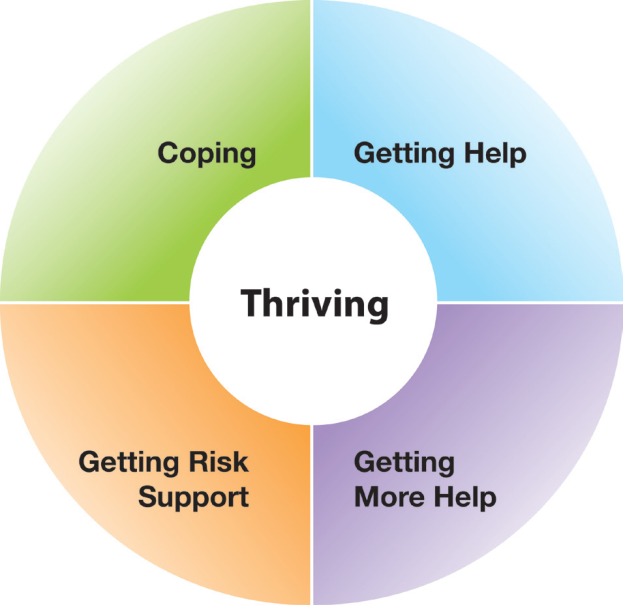 Coping
Getting Help
Thriving
Getting Risk
Support
Getting
More Help